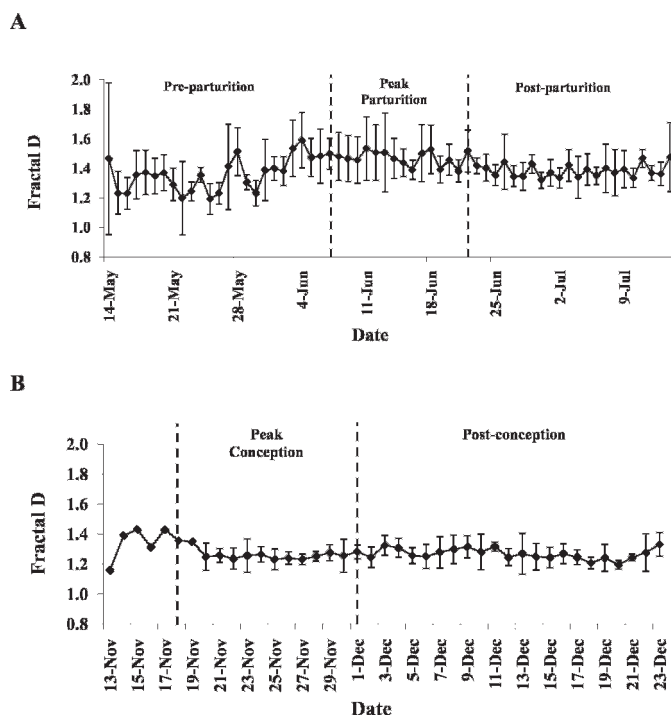 A
Pre-parturition
Peak
Parturition
Post-parturition
Fractal D
2.0
1.8
1.6
1.4
1.2
1.0
0.8
14-May
21-May
28-May
4-Jun
11-Jun
18-Jun
25-Jun
2-Jul
9-Jul
Date
B
Peak
Conception
Post-conception
Fractal D
2.0
1.8
1.6
1.4
1.2
1.0
0.8
13-Nov
15-Nov
17-Nov
19-Nov
21-Nov
23-Nov
25-Nov
27-Nov
29-Nov
1-Dec
3-Dec
5-Dec
7-Dec
9-Dec
11-Dec
13-Dec
15-Dec
17-Dec
19-Dec
21-Dec
23-Dec
Date